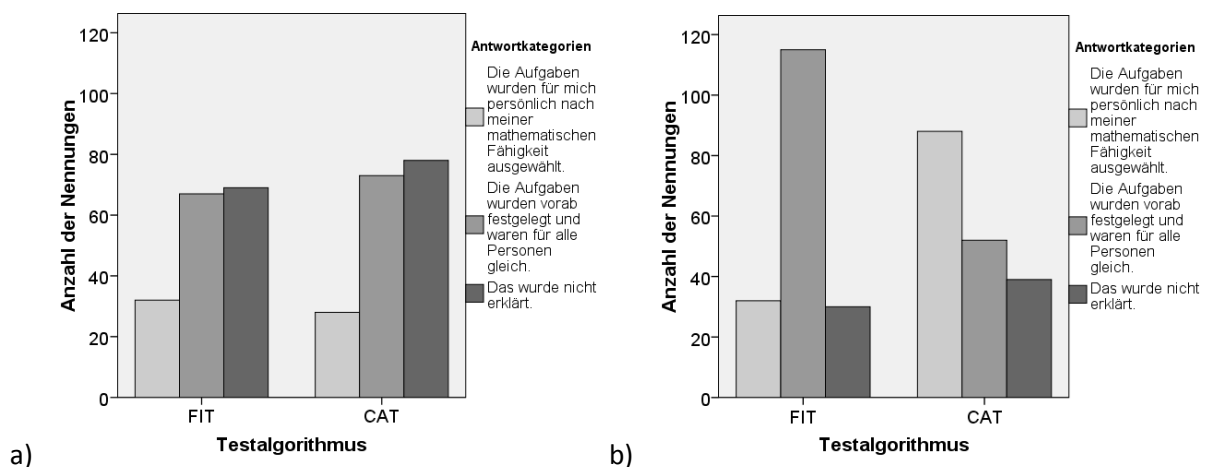 120
100
80
60
40
20
0
Anzahl der Nennungen
FIT
CAT
Testalgorithmus
Antwortkategorien
Die Aufgaben
wurden für mich
persönlich nach
meiner
mathematischen
Fähigkeit
ausgewählt.
Die Aufgaben
wurden vorab
festgelegt und
waren für alle
Personen
gleich.
Das wurde nicht
erklärt.
a)
120
100
80
60
40
20
0
Anzahl der Nennungen
FIT
CAT
Testalgorithmus
Antwortkategorien
Die Aufgaben
wurden für mich
persönlich nach
meiner
mathematischen
Fähigkeit
ausgewählt.
Die Aufgaben
wurden vorab
festgelegt und
waren für alle
Personen
gleich.
Das wurde nicht
erklärt.
b)